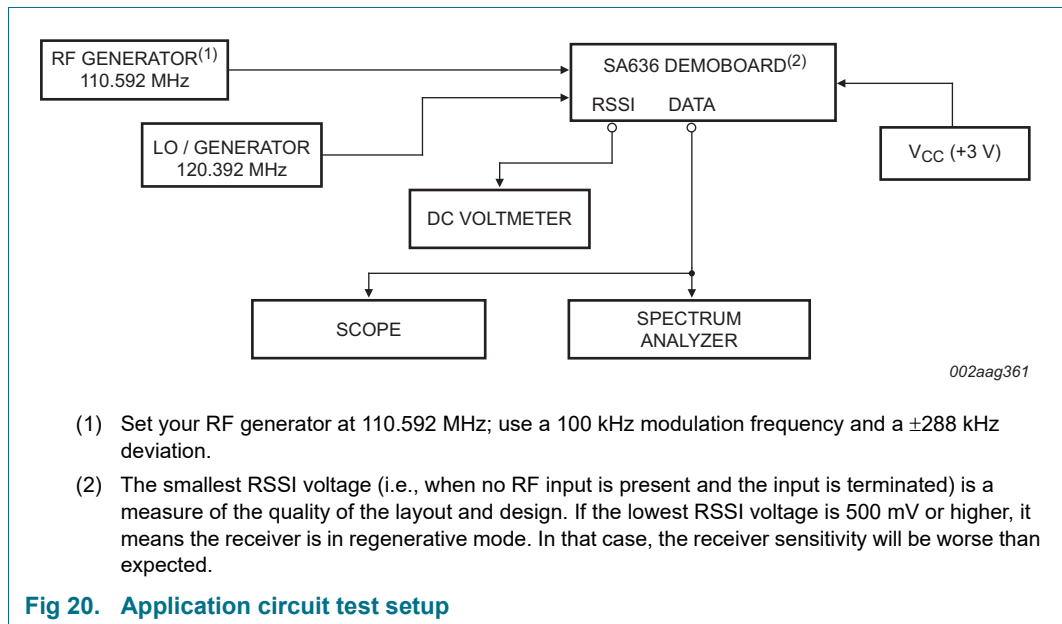 RF GENERATOR(1)
110.592 MHz
SA636 DEMOBOARD(2)
RSSI DATA
LO / GENERATOR
120.392 MHz
VCC (+3 V)
DC VOLTMETER
SCOPE
SPECTRUM
ANALYZER
002aag361
(1) Set your RF generator at 110.592 MHz; use a 100 kHz modulation frequency and a ±288 kHz
deviation.
(2) The smallest RSSI voltage (i.e., when no RF input is present and the input is terminated) is a
measure of the quality of the layout and design. If the lowest RSSI voltage is 500 mV or higher, it
means the receiver is in regenerative mode. In that case, the receiver sensitivity will be worse than
expected.
Fig 20. Application circuit test setup